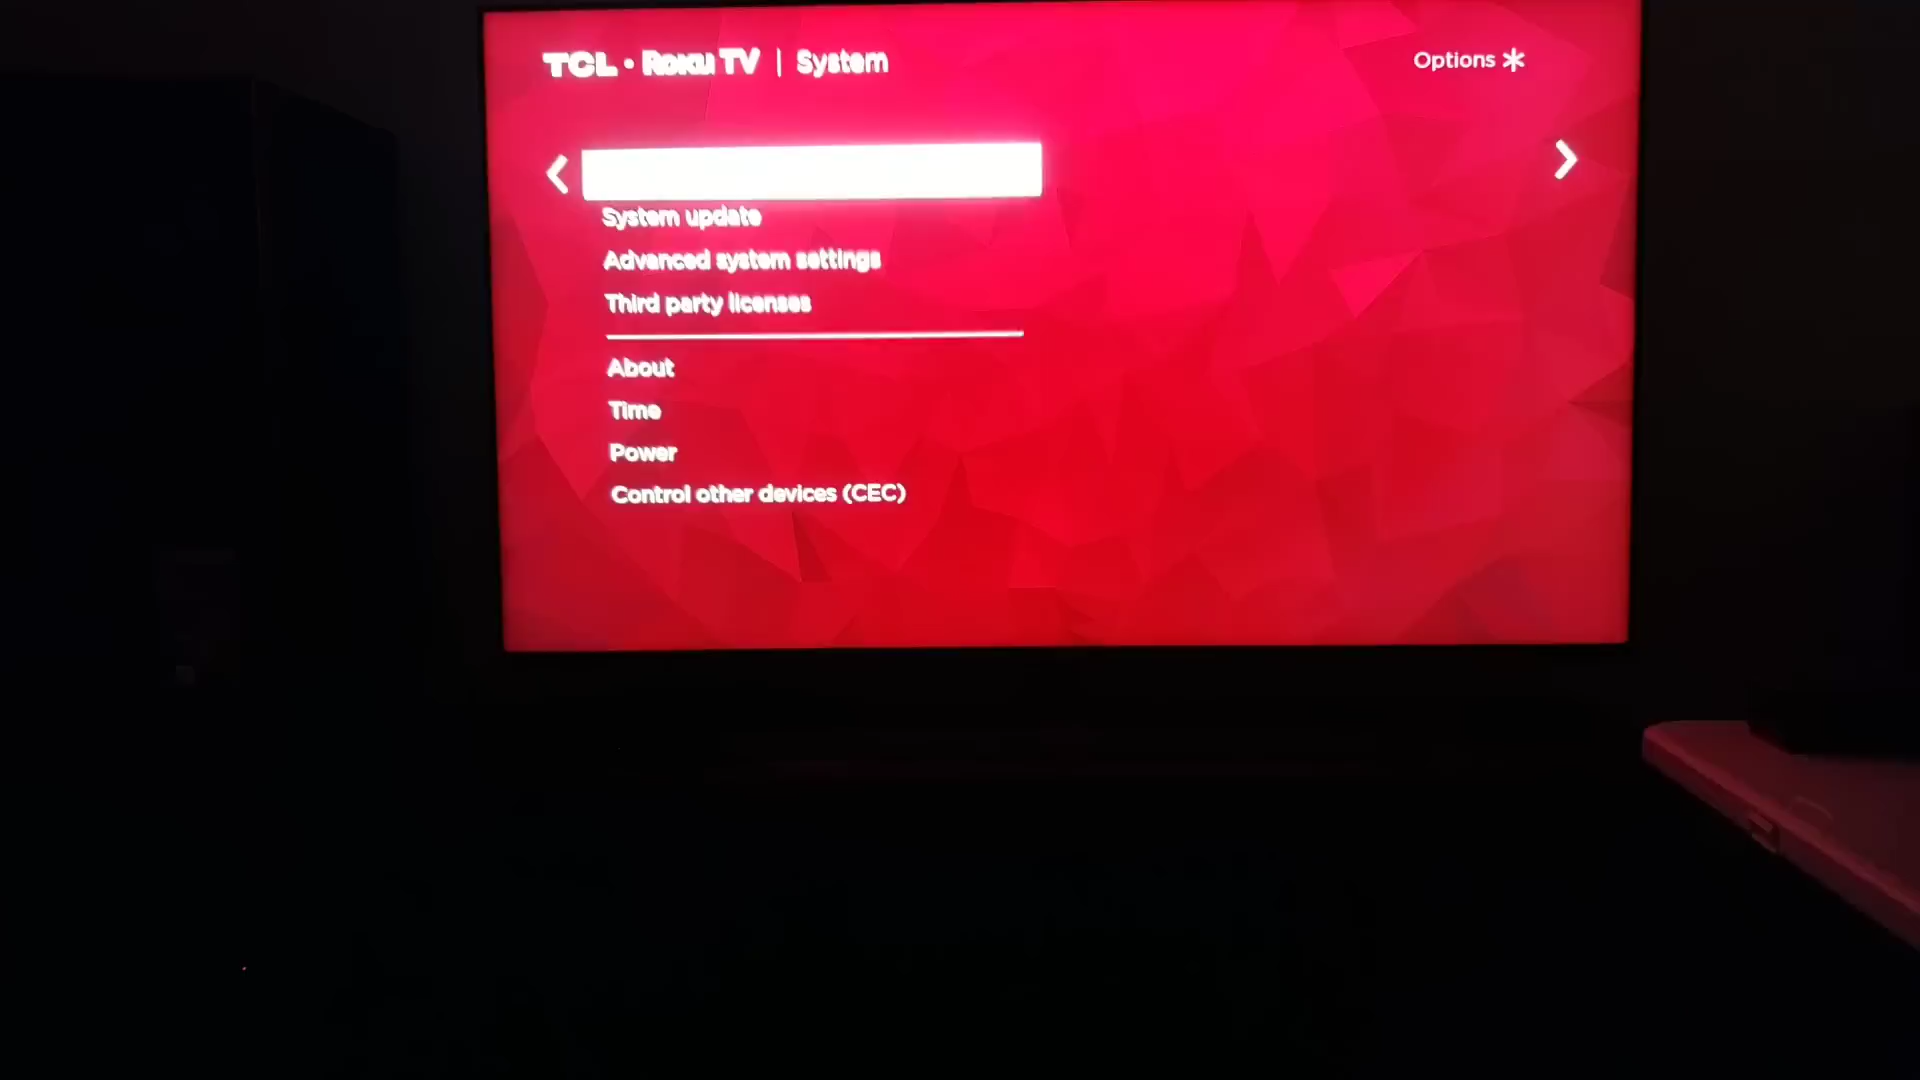 TCL • Roku TV | System
Options
System update
Advanced system settings
Third party licenses
About
Time
Power
Control other devices (CEC)